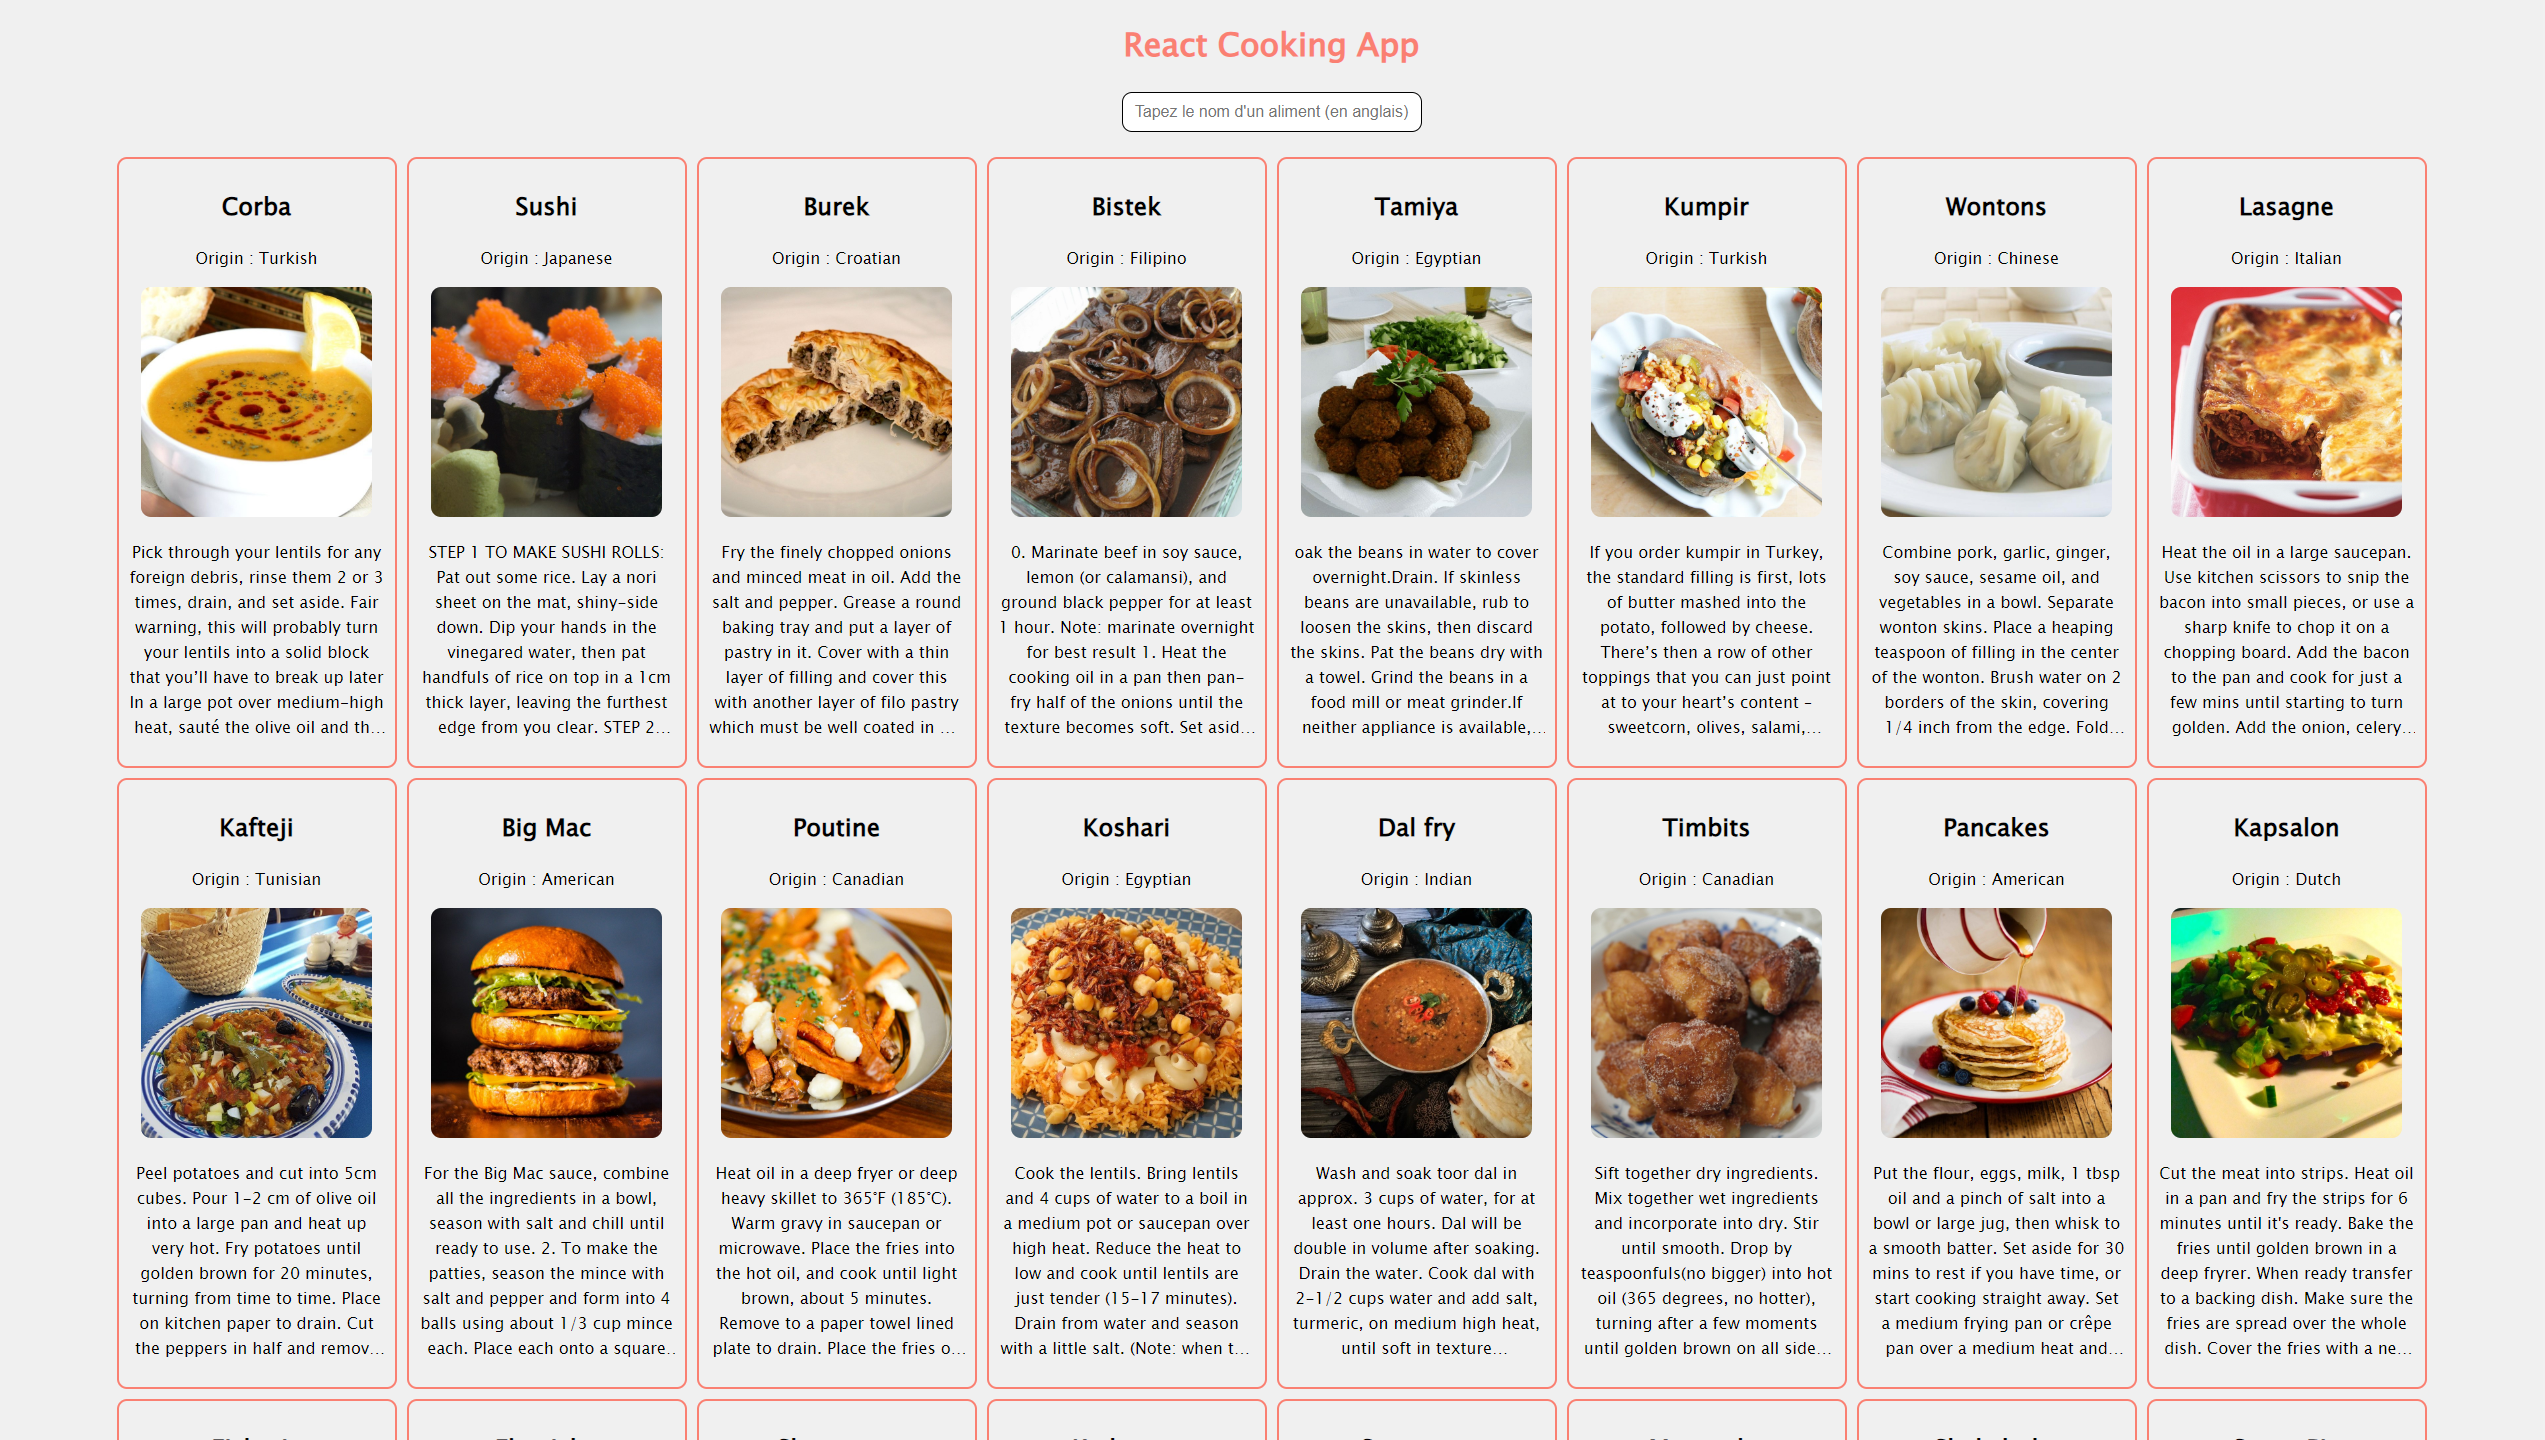 React Cooking App
Tapez le nom d'un aliment (en anglais)
Corba
Origin : Turkish
Pick through your lentils for any
foreign debris, rinse them 2 or 3
times, drain, and set aside. Fair
warning, this will probably turn
your lentils into a solid block
that you’ll have to break up later
In a large pot over medium-high
heat, sauté the olive oil and th...
Sushi
Origin : Japanese
STEP 1 TO MAKE SUSHI ROLLS:
Pat out some rice. Lay a nori
sheet on the mat, shiny-side
down. Dip your hands in the
vinegared water, then pat
handfuls of rice on top in a 1cm
thick layer, leaving the furthest
edge from you clear. STEP 2...
Burek
Origin : Croatian
Fry the finely chopped onions
and minced meat in oil. Add the
salt and pepper. Grease a round
baking tray and put a layer of
pastry in it. Cover with a thin
layer of filling and cover this
with another layer of filo pastry
which must be well coated in ...
Bistek
Origin : Filipino
0. Marinate beef in soy sauce,
lemon (or calamansi), and
ground black pepper for at least
1 hour. Note: marinate overnight
for best result 1. Heat the
cooking oil in a pan then pan-
fry half of the onions until the
texture becomes soft. Set asid...
Tamiya
Origin : Egyptian
oak the beans in water to cover
overnight.Drain. If skinless
beans are unavailable, rub to
loosen the skins, then discard
the skins. Pat the beans dry with
a towel. Grind the beans in a
food mill or meat grinder.If
neither appliance is available,...
Kumpir
Origin : Turkish
If you order kumpir in Turkey,
the standard filling is first, lots
of butter mashed into the
potato, followed by cheese.
There’s then a row of other
toppings that you can just point
at to your heart’s content –
sweetcorn, olives, salami,...
Wontons
Origin : Chinese
Combine pork, garlic, ginger,
soy sauce, sesame oil, and
vegetables in a bowl. Separate
wonton skins. Place a heaping
teaspoon of filling in the center
of the wonton. Brush water on 2
borders of the skin, covering
1/4 inch from the edge. Fold...
Lasagne
Origin : Italian
Heat the oil in a large saucepan.
Use kitchen scissors to snip the
bacon into small pieces, or use a
sharp knife to chop it on a
chopping board. Add the bacon
to the pan and cook for just a
few mins until starting to turn
golden. Add the onion, celery...
Kafteji
Origin : Tunisian
Peel potatoes and cut into 5cm
cubes. Pour 1-2 cm of olive oil
into a large pan and heat up
very hot. Fry potatoes until
golden brown for 20 minutes,
turning from time to time. Place
on kitchen paper to drain. Cut
the peppers in half and remov...
Big Mac
Origin : American
For the Big Mac sauce, combine
all the ingredients in a bowl,
season with salt and chill until
ready to use. 2. To make the
patties, season the mince with
salt and pepper and form into 4
balls using about 1/3 cup mince
each. Place each onto a square..
Poutine
Origin : Canadian
Heat oil in a deep fryer or deep
heavy skillet to 365°F (185°C).
Warm gravy in saucepan or
microwave. Place the fries into
the hot oil, and cook until light
brown, about 5 minutes.
Remove to a paper towel lined
plate to drain. Place the fries o...
Koshari
Origin : Egyptian
Cook the lentils. Bring lentils
and 4 cups of water to a boil in
a medium pot or saucepan over
high heat. Reduce the heat to
low and cook until lentils are
just tender (15-17 minutes).
Drain from water and season
with a little salt. (Note: when t...
Dal fry
Origin : Indian
Wash and soak toor dal in
approx. 3 cups of water, for at
least one hours. Dal will be
double in volume after soaking.
Drain the water. Cook dal with
2-1/2 cups water and add salt,
turmeric, on medium high heat,
until soft in texture...
Timbits
Origin : Canadian
Sift together dry ingredients.
Mix together wet ingredients
and incorporate into dry. Stir
until smooth. Drop by
teaspoonfuls(no bigger) into hot
oil (365 degrees, no hotter),
turning after a few moments
until golden brown on all side...
Pancakes
Origin : American
Put the flour, eggs, milk, 1 tbsp
oil and a pinch of salt into a
bowl or large jug, then whisk to
a smooth batter. Set aside for 30
mins to rest if you have time, or
start cooking straight away. Set
a medium frying pan or crêpe
pan over a medium heat and...
Kapsalon
Origin : Dutch
Cut the meat into strips. Heat oil
in a pan and fry the strips for 6
minutes until it's ready. Bake the
fries until golden brown in a
deep fryrer. When ready transfer
to a backing dish. Make sure the
fries are spread over the whole
dish. Cover the fries with a ne...